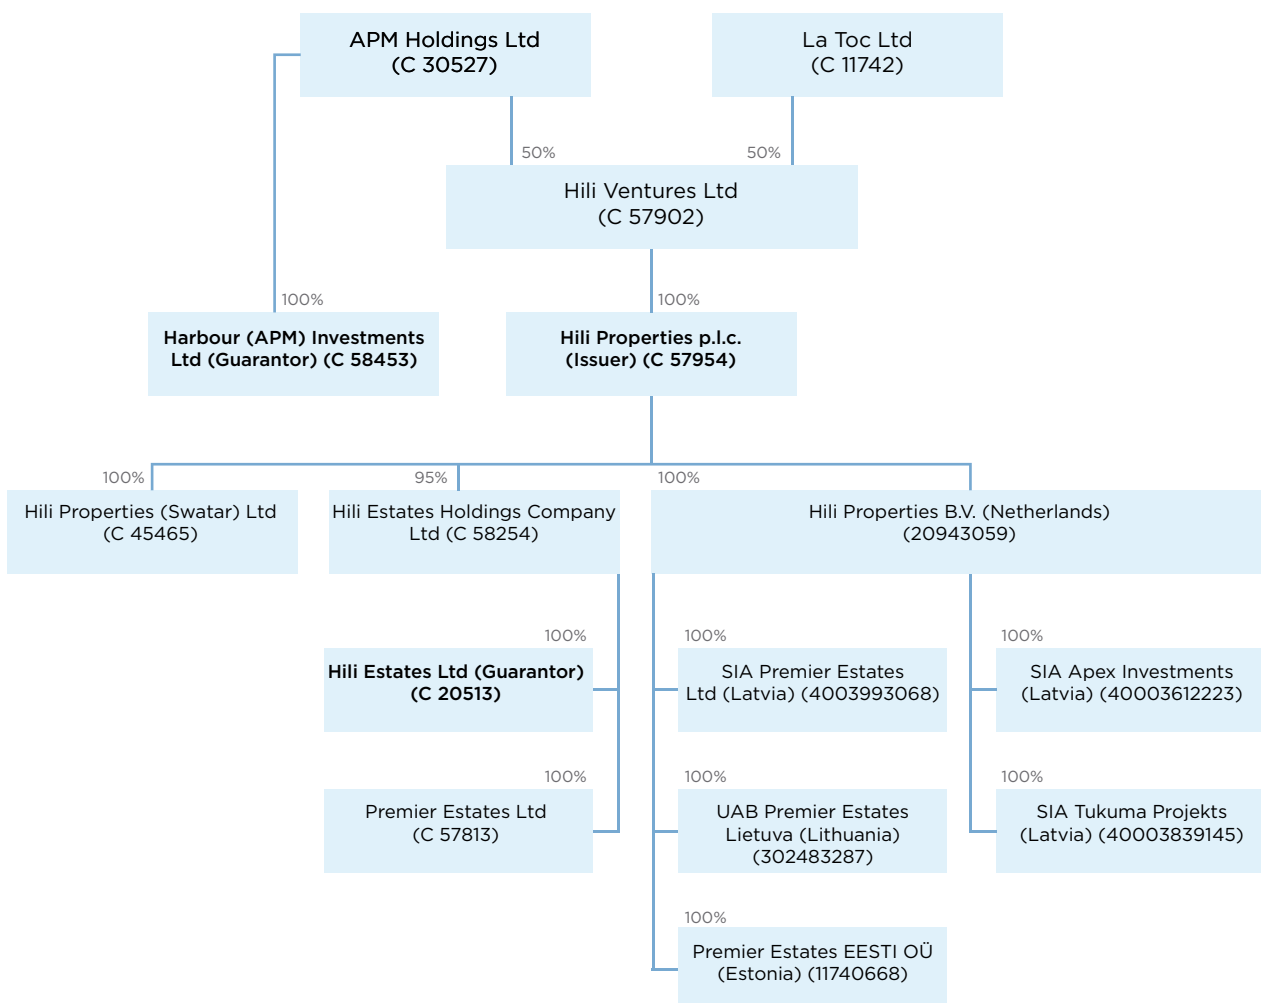 APM Holdings Ltd
(C 30527)
La Toc Ltd
(C 11742)
50%
50%
Hili Ventures Ltd
(C 57902)
100%
100%
Harbour (APM) Investments
Ltd (Guarantor) (C 58453)
Hili Properties p.l.c.
(Issuer) (C 57954)
100%
95%
100%
Hili Properties (Swatar) Ltd
(C 45465)
Hili Estates Holdings Company
Ltd (C 58254)
Hili Properties B.V. (Netherlands)
(20943059)
100%
100%
100%
Hili Estates Ltd (Guarantor)
(C 20513)
SIA Premier Estates
Ltd (Latvia) (4003993068)
SIA Apex Investments
(Latvia) (40003612223)
100%
100%
100%
Premier Estates Ltd
(C 57813)
UAB Premier Estates
Lietuva (Lithuania)
(302483287)
SIA Tukuma Projekts
(Latvia) (40003839145)
100%
Premier Estates EESTI OÜ
(Estonia) (11740668)